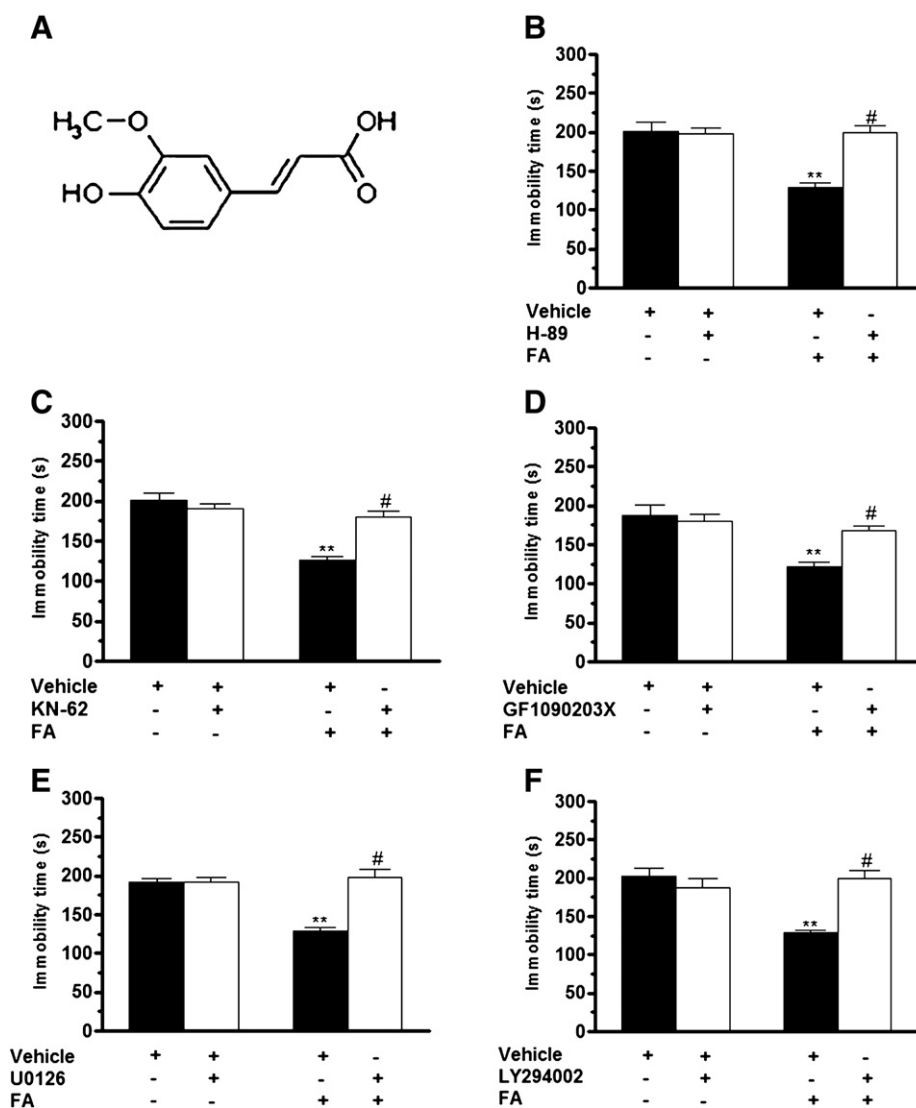 A
H₃C
O
OH
O
HO
B
Immobility time (s)
300
250
200
150
100
50
0
**
#
Vehicle + + + -
H-89 - + - +
FA - - + +
C
Immobility time (s)
300
250
200
150
100
50
0
**
#
Vehicle + + + -
KN-62 - + - +
FA - - + +
D
Immobility time (s)
300
250
200
150
100
50
0
**
#
Vehicle + + + -
GF1090203X - + - +
FA - - + +
E
Immobility time (s)
300
250
200
150
100
50
0
**
#
Vehicle + + + -
U0126 - + - +
FA - - + +
F
Immobility time (s)
300
250
200
150
100
50
0
**
#
Vehicle + + + -
LY294002 - + - +
FA - - + +